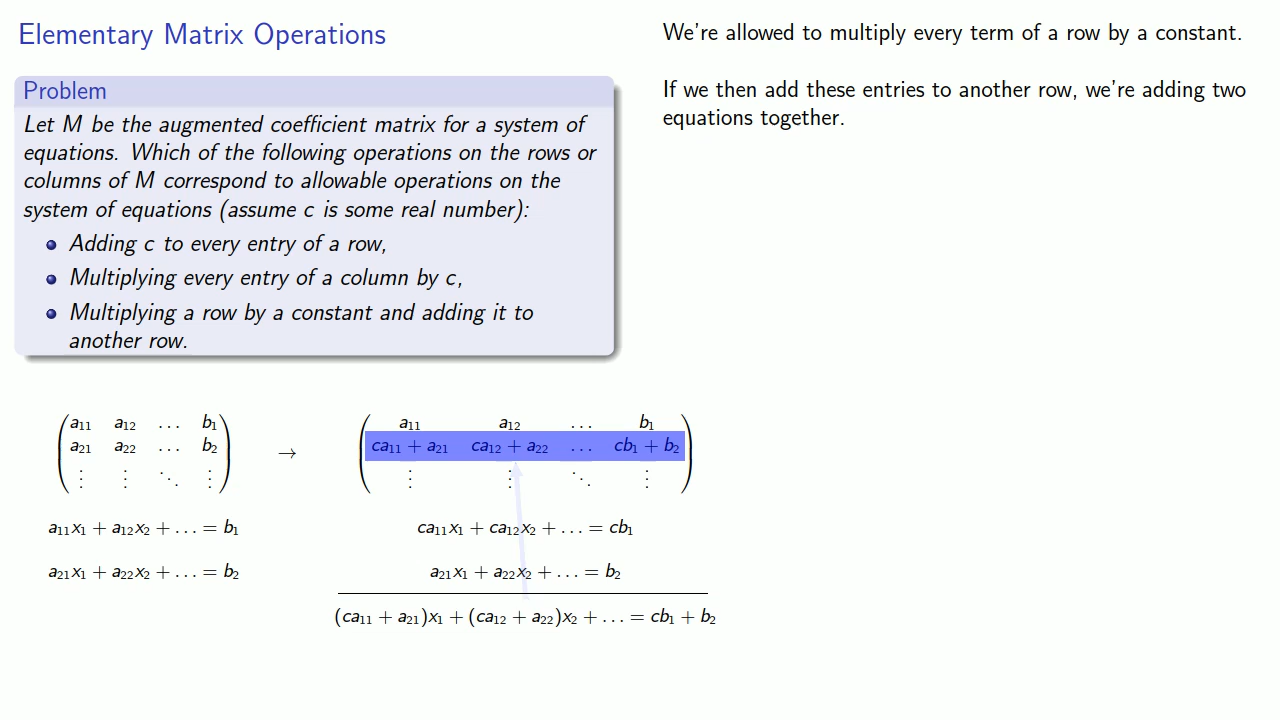 Elementary Matrix Operations
Problem
Let M be the augmented coefficient matrix for a system of
equations. Which of the following operations on the rows or
columns of M correspond to allowable operations on the
system of equations (assume c is some real number):
Adding c to every entry of a row,
Multiplying every entry of a column by c,
Multiplying a row by a constant and adding it to
another row.
We're allowed to multiply every term of a row by a constant.
If we then add these entries to another row, we're adding two
equations together.
( a₁₁ a₁₂ … b₁ )
( a₂₁ a₂₂ … b₂ )
( ⋮ ⋮ ⋱ ⋮ )
→
( a₁₁ a₁₂ … b₁ )
( ca₁₁ + a₂₁ ca₁₂ + a₂₂ … cb₁ + b₂ )
( ⋮ ⋮ ⋱ ⋮ )
a₁₁x₁ + a₁₂x₂ + … = b₁
a₂₁x₁ + a₂₂x₂ + … = b₂
ca₁₁x₁ + ca₁₂x₂ + … = cb₁
a₂₁x₁ + a₂₂x₂ + … = b₂
(ca₁₁ + a₂₁)x₁ + (ca₁₂ + a₂₂)x₂ + … = cb₁ + b₂